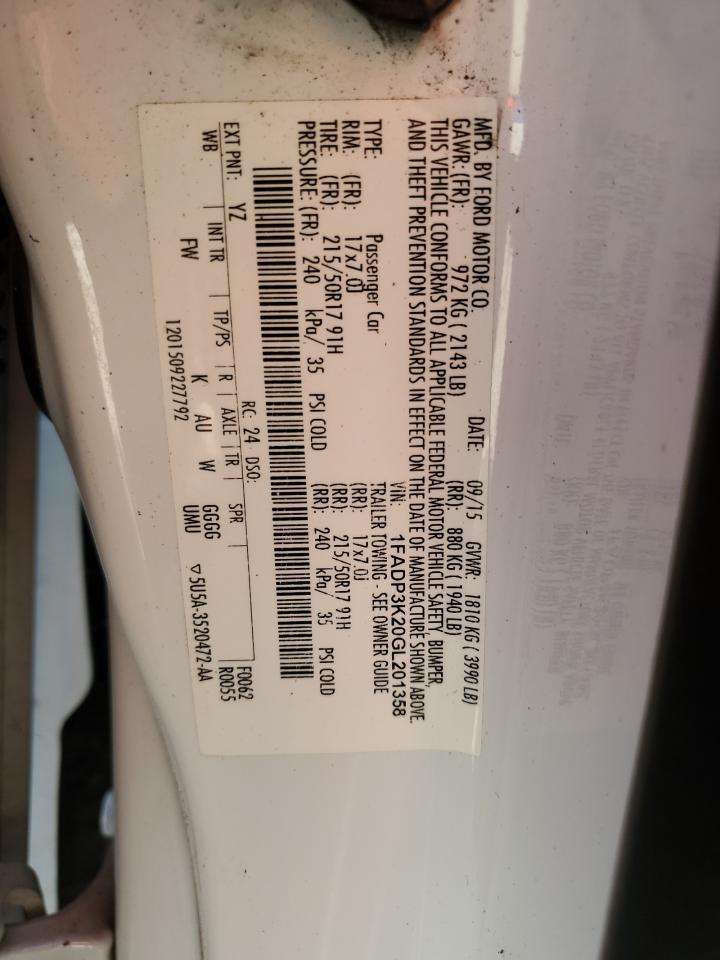 MFD. BY FORD MOTOR CO.
DATE: 09/15 GVWR: 1810 KG ( 3990 LB)
GAWR: (FR): 972 KG ( 2143 LB) (RR): 880 KG ( 1940 LB)
THIS VEHICLE CONFORMS TO ALL APPLICABLE FEDERAL MOTOR VEHICLE SAFETY, BUMPER,
AND THEFT PREVENTION STANDARDS IN EFFECT ON THE DATE OF MANUFACTURE SHOWN ABOVE.
VIN: 1FADP3K20GL201358
TYPE: Passenger Car TRAILER TOWING - SEE OWNER GUIDE
RIM: (FR): 17x7.0J (RR): 17x7.0J
TIRE: (FR): 215/50R17 91H (RR): 215/50R17 91H
PRESSURE: (FR): 240 kPa/ 35 PSI COLD (RR): 240 kPa/ 35 PSI COLD
EXT PNT: YZ RC: 24 DSO: F0062
WB INT TR TP/PS R AXLE TR SPR R0055
FW K AU W GGGG
UMU
1201509227792 ▽5U5A-3520472-AA